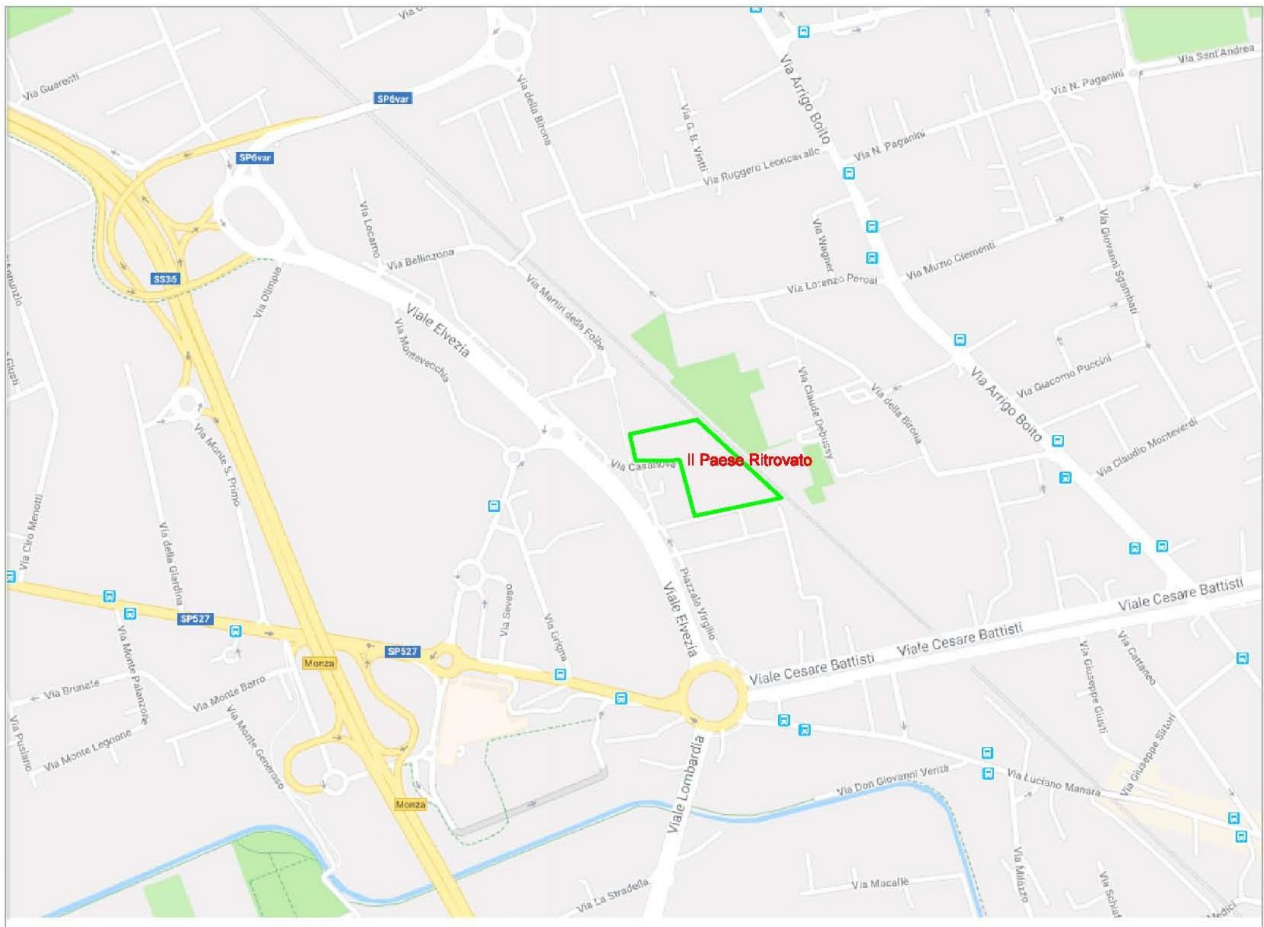 Via G
Via Guarenti
SP6var
Via della Birona
Via Arrigo Boito
Via Sant'Andrea
Via N. Paganini
Via G. B. Viotti
SP6var
Via N. Paganini
Via Ruggero Leoncavallo
Via Locarno
Via Bellinzona
Via Wagner
Via Giovanni Sgambati
Via Muzio Clementi
SS36
Via Olimpia
Via Lorenzo Perosi
Via Martiri della Foibe
Viale Elvezia
Via Montevecchia
Giusti
Via Giacomo Puccini
Via Claude Debussy
Via della Birona
Via Arrigo Boito
Via Monte S. Primo
Via Claudio Monteverdi
Via Casanova
Il Paese Ritrovato
Via Ciro Menotti
Via della Giardina
Piazzale Virgilio
Viale Elvezia
Via Seveso
Via Grigna
Viale Cesare Battisti
SP527
Viale Cesare Battisti
SP527
Viale Cesare Battisti
Monza
Via Brunate
Via Monte Palanzone
Via Monte Barro
Via Giuseppe Giusti
Via Cattaneo
Via Pusiano
Via Monte Legnone
Via Monte Generoso
Via Giuseppe Sirtori
Viale Lombardia
Via Don Giovanni Verità
Via Luciano Manara
Monza
Via Milazzo
Via Macallè
Via La Stradella
Via Schiaf
Medici